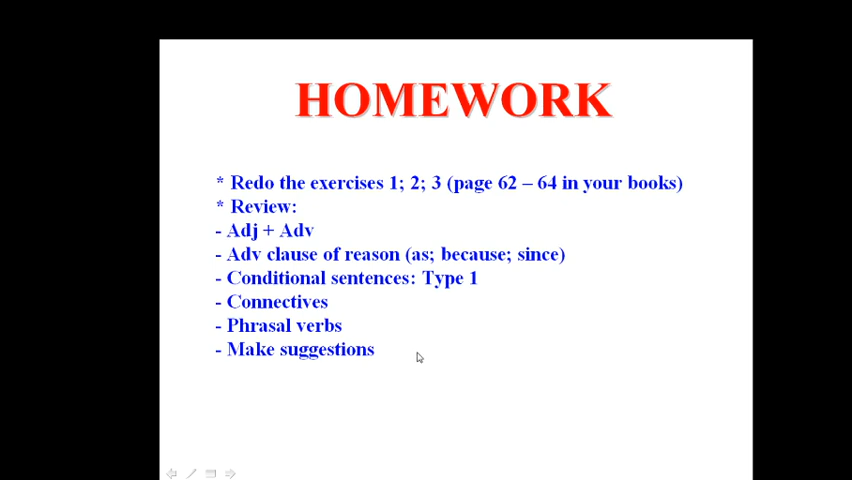 HOMEWORK
* Redo the exercises 1; 2; 3 (page 62 – 64 in your books)
* Review:
- Adj + Adv
- Adv clause of reason (as; because; since)
- Conditional sentences: Type 1
- Connectives
- Phrasal verbs
- Make suggestions